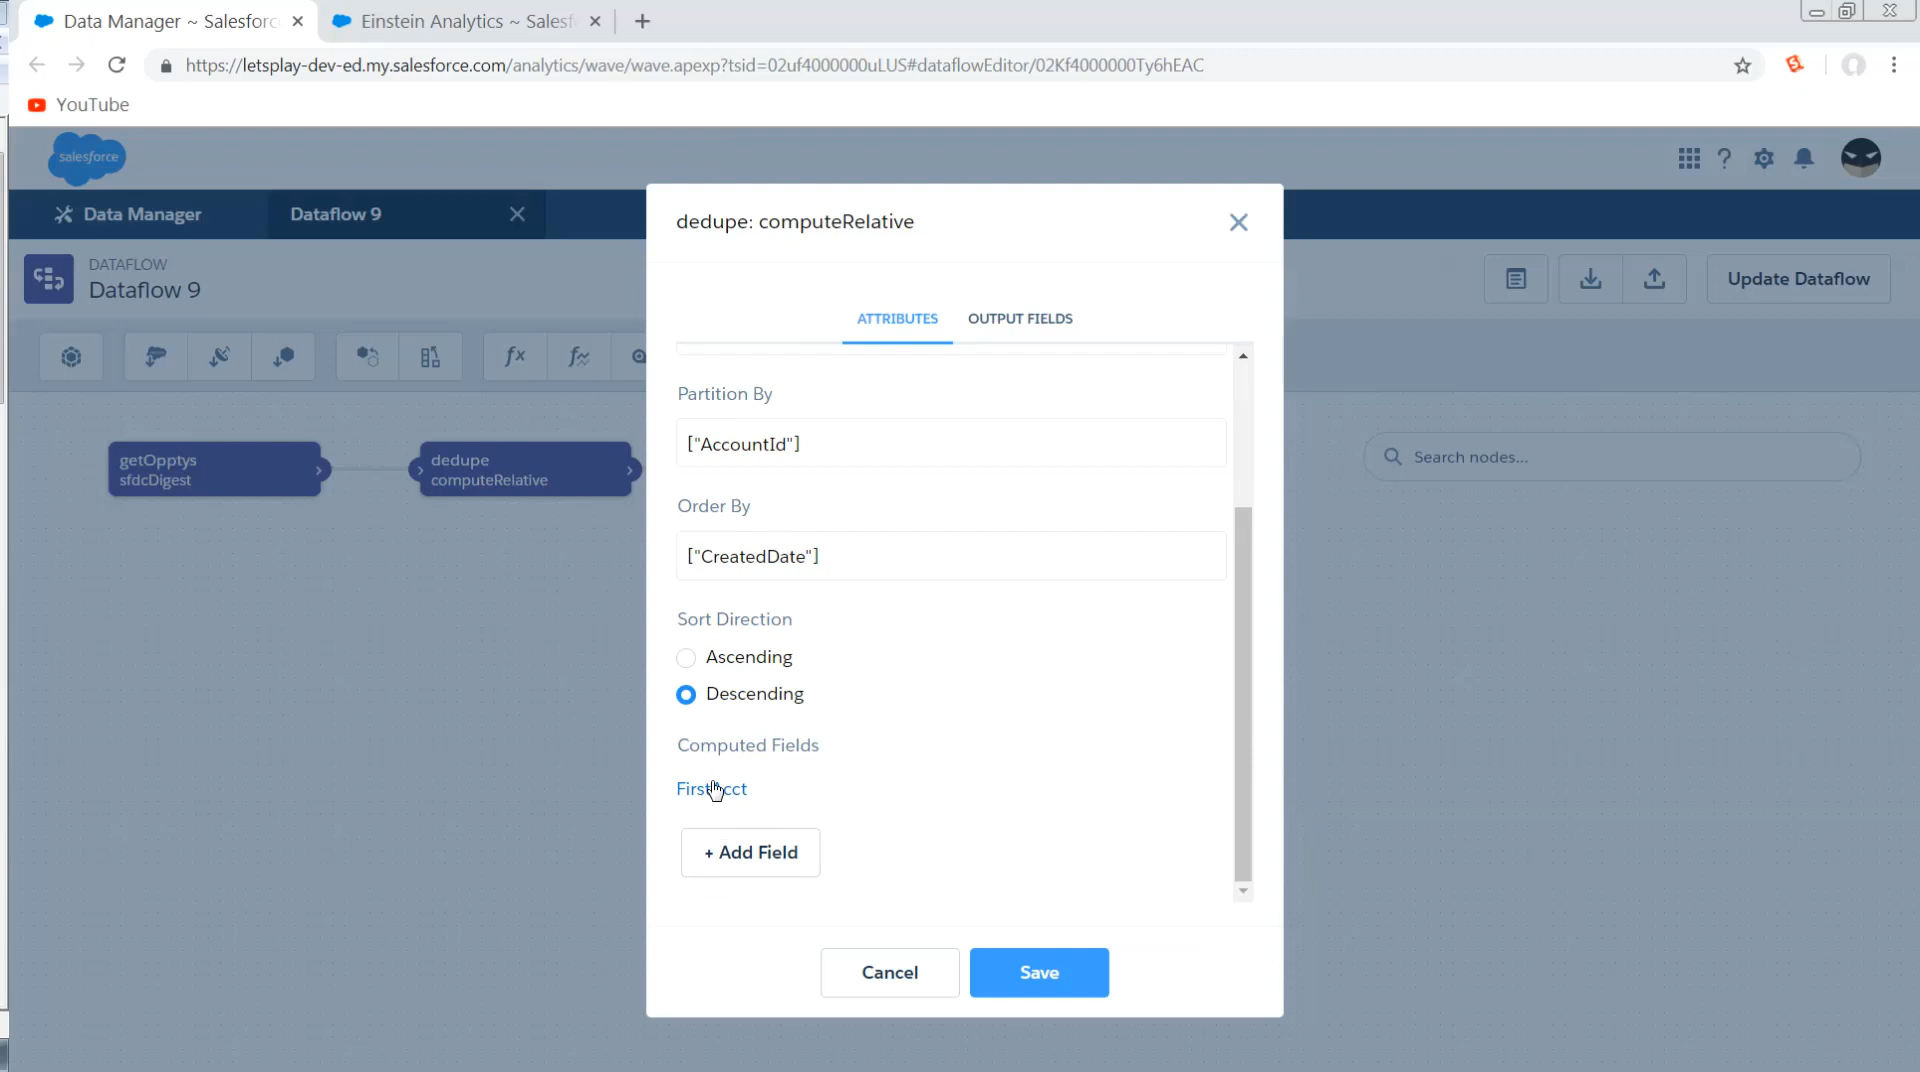 Data Manager ~ Salesforc
Einstein Analytics ~ Salesf
https://letsplay-dev-ed.my.salesforce.com/analytics/wave/wave.apexp?tsid=02uf4000000uLUS#dataflowEditor/02Kf4000000Ty6hEAC
YouTube
salesforce
Data Manager
Dataflow 9
DATAFLOW
Dataflow 9
Update Dataflow
fx
getOpptys
sfdcDigest
dedupe
computeRelative
Search nodes...
dedupe: computeRelative
ATTRIBUTES
OUTPUT FIELDS
Partition By
["AccountId"]
Order By
["CreatedDate"]
Sort Direction
Ascending
Descending
Computed Fields
+ Add Field
Cancel
Save